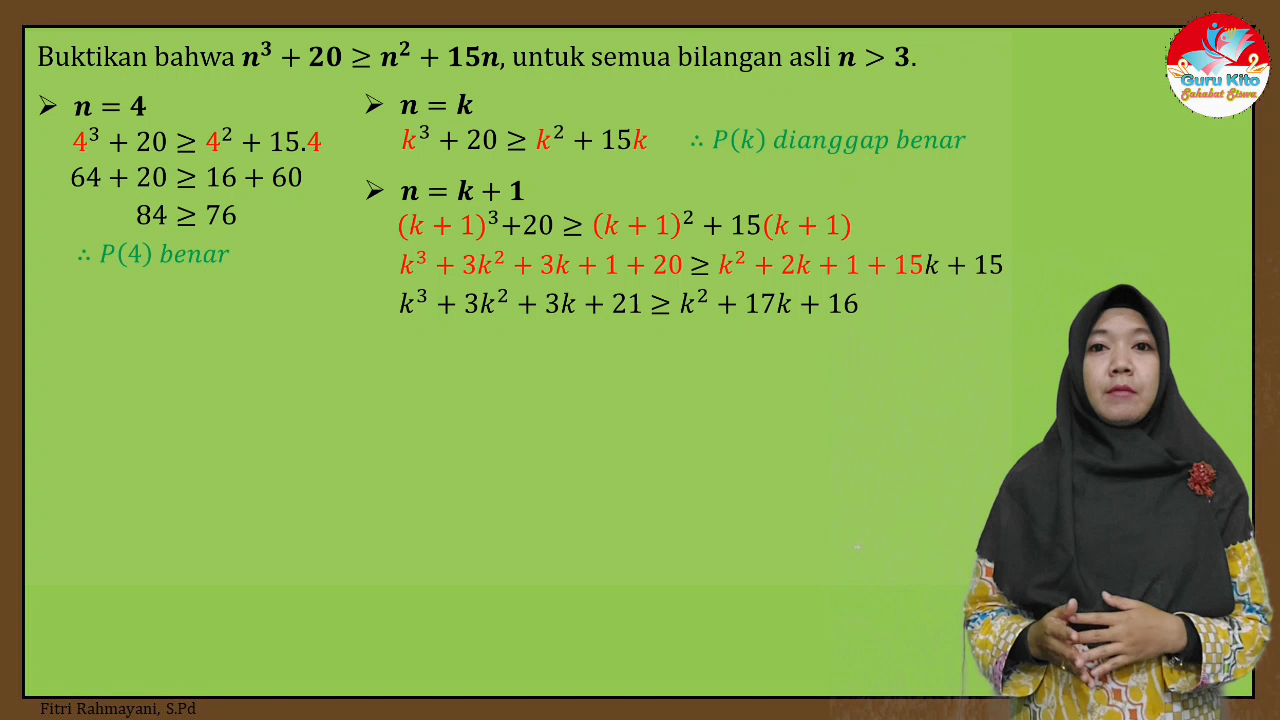 Buktikan bahwa n³ + 20 ≥ n² + 15n, untuk semua bilangan asli n > 3.
➢ n = 4
4³ + 20 ≥ 4² + 15.4
64 + 20 ≥ 16 + 60
84 ≥ 76
∴ P(4) benar
➢ n = k
k³ + 20 ≥ k² + 15k ∴ P(k) dianggap benar
➢ n = k + 1
(k + 1)³+20 ≥ (k + 1)² + 15(k + 1)
k³ + 3k² + 3k + 1 + 20 ≥ k² + 2k + 1 + 15k + 15
k³ + 3k² + 3k + 21 ≥ k² + 17k + 16
Guru Kito
Sahabat Siswa
Fitri Rahmayani, S.Pd